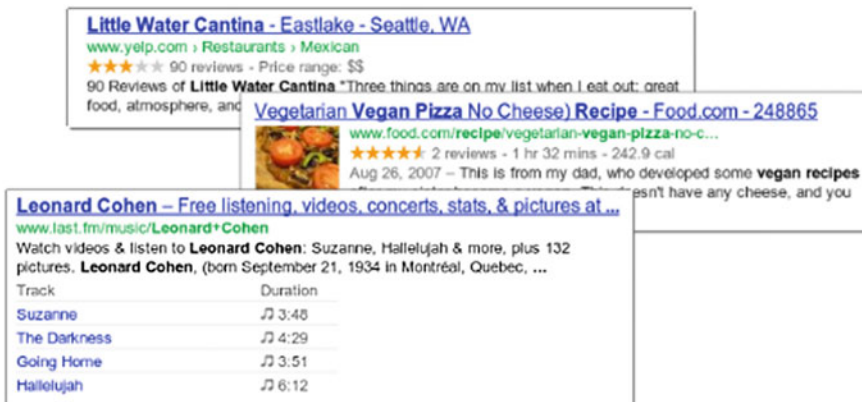 Little Water Cantina - Eastlake - Seattle, WA
www.yelp.com › Restaurants › Mexican
90 reviews - Price range: $$
90 Reviews of Little Water Cantina "Three things are on my list when I eat out: great
food, atmosphere, and
Vegetarian Vegan Pizza No Cheese) Recipe - Food.com - 248865
www.food.com/recipe/vegetarian-vegan-pizza-no-c...
2 reviews - 1 hr 32 mins - 242.9 cal
Aug 26, 2007 – This is from my dad, who developed some vegan recipes
doesn't have any cheese, and you
Leonard Cohen – Free listening, videos, concerts, stats, & pictures at ...
www.last.fm/music/Leonard+Cohen
Watch videos & listen to Leonard Cohen: Suzanne, Hallelujah & more, plus 132
pictures. Leonard Cohen, (born September 21, 1934 in Montréal, Quebec, ...
Track Duration
Suzanne ♫ 3:48
The Darkness ♫ 4:29
Going Home ♫ 3:51
Hallelujah ♫ 6:12